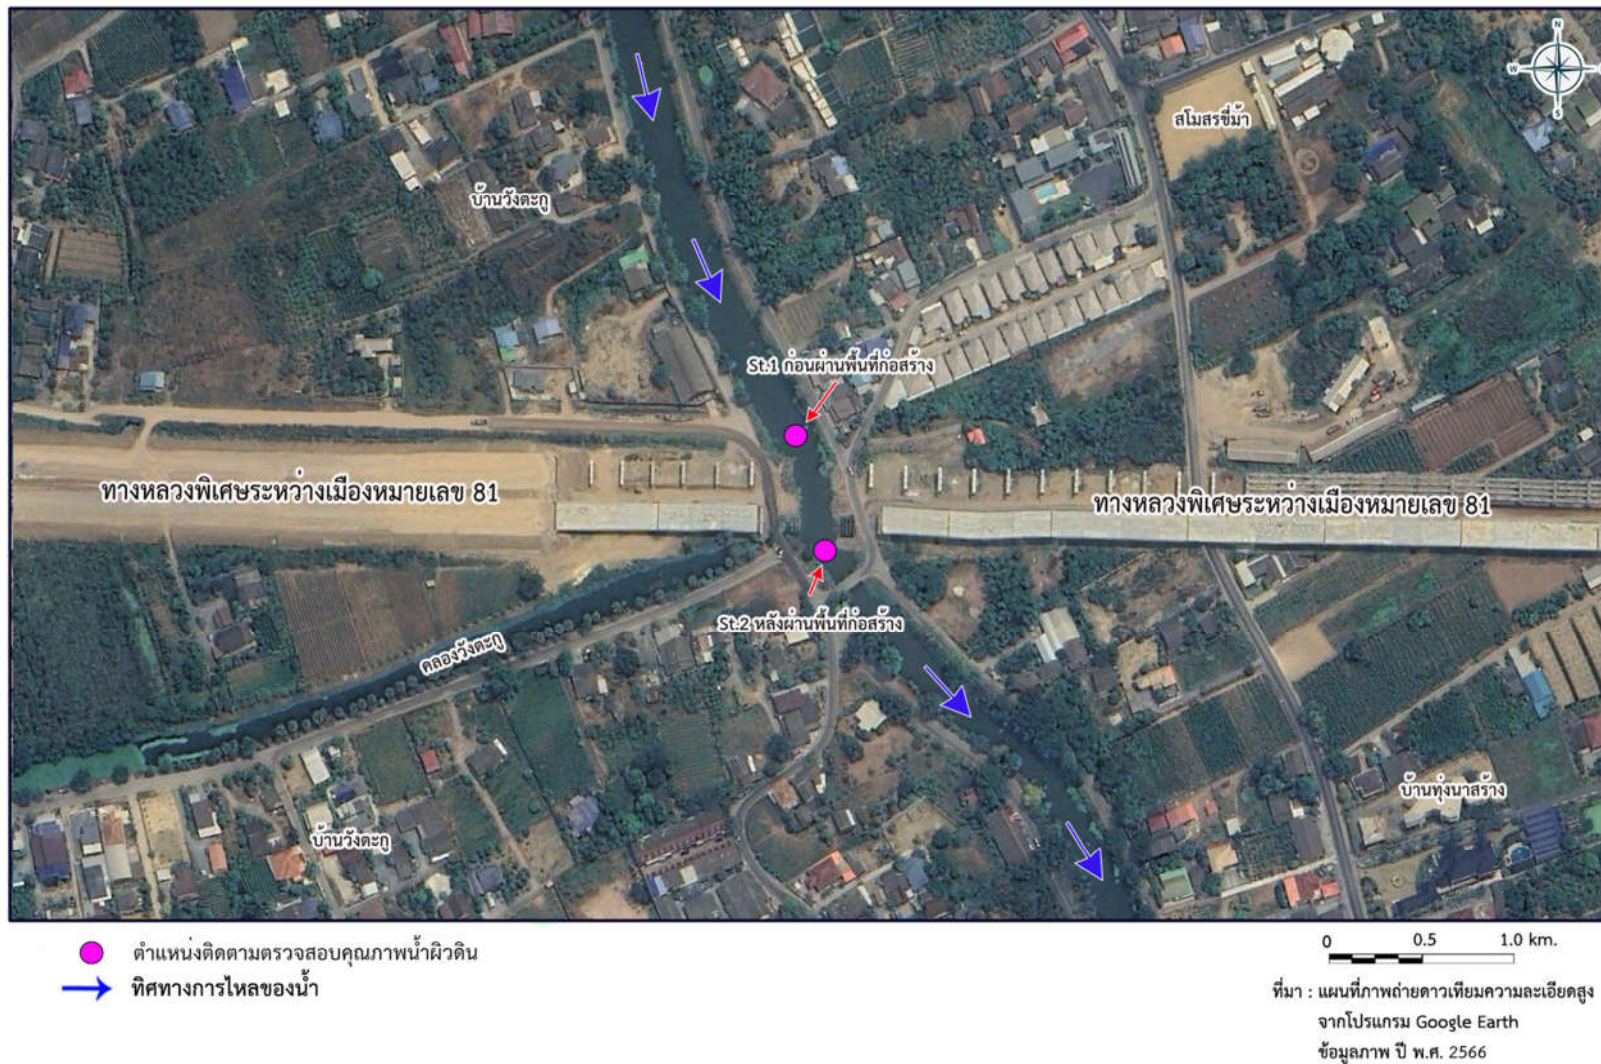 N
W
S
สโมสรขี่ม้า
บ้านวังตะกู
St.1 ก่อนผ่านพื้นที่ก่อสร้าง
ทางหลวงพิเศษระหว่างเมืองหมายเลข 81
ทางหลวงพิเศษระหว่างเมืองหมายเลข 81
St.2 หลังผ่านพื้นที่ก่อสร้าง
คลองวังตะกู
บ้านทุ่งนาสร้าง
บ้านวังตะกู
ตำแหน่งติดตามตรวจสอบคุณภาพน้ำผิวดิน
ทิศทางการไหลของน้ำ
0 0.5 1.0 km.
ที่มา : แผนที่ภาพถ่ายดาวเทียมความละเอียดสูง
จากโปรแกรม Google Earth
ข้อมูลภาพ ปี พ.ศ. 2566